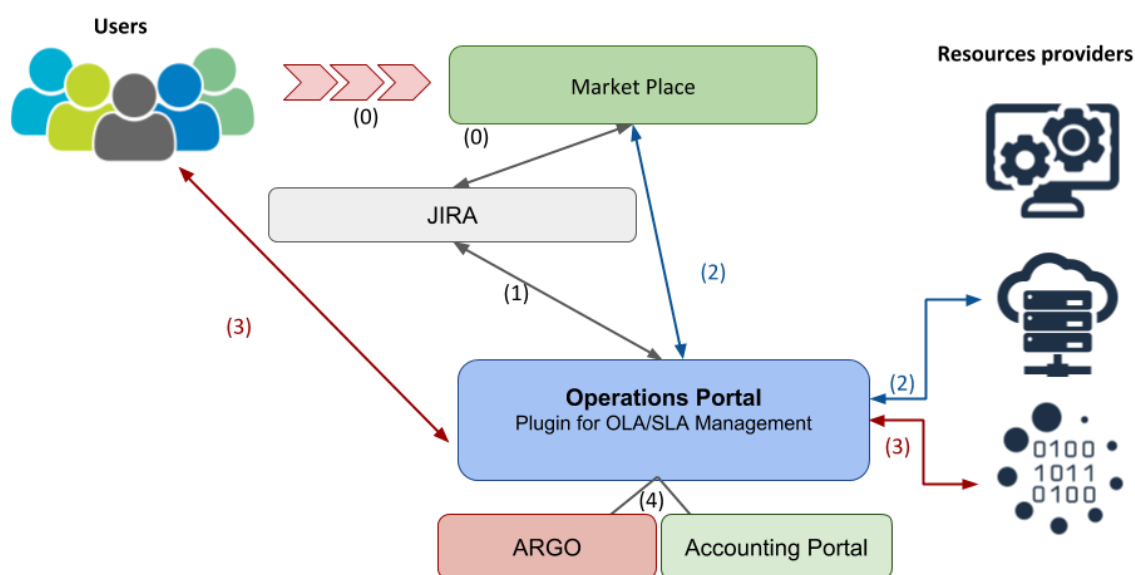 Users
Resources providers
Market Place
(0)
(0)
JIRA
(1)
(2)
(3)
Operations Portal
Plugin for OLA/SLA Management
(2)
(3)
0100
1011
0100
(4)
ARGO
Accounting Portal